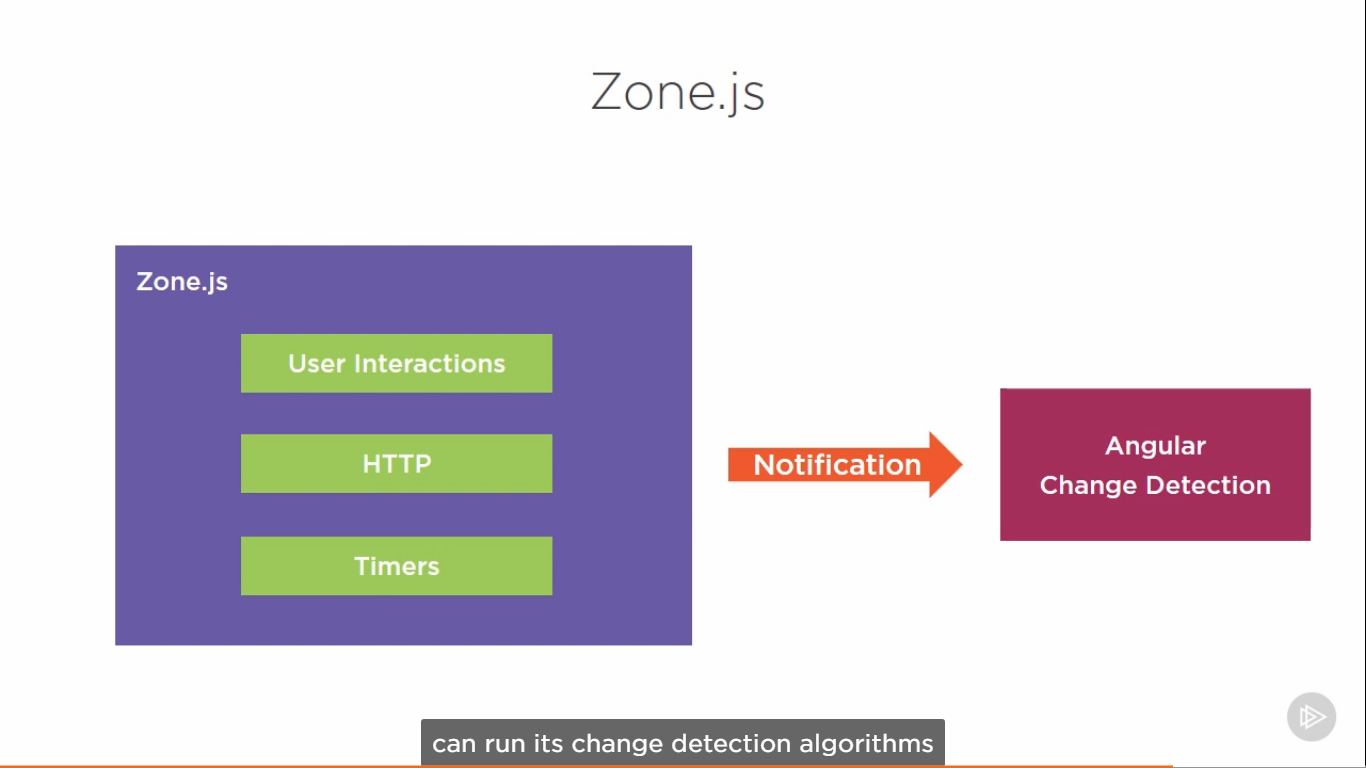 Zone.js
Zone.js
User Interactions
HTTP
Timers
Notification
Angular
Change Detection
can run its change detection algorithms